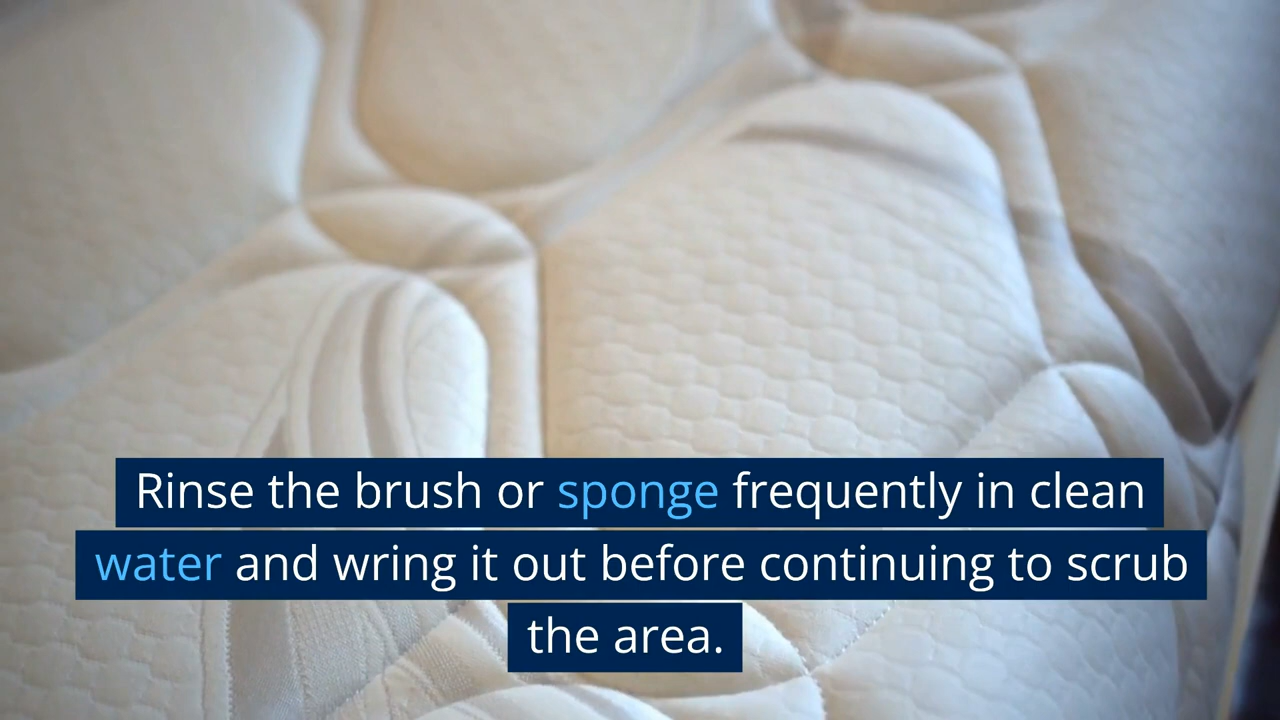 Rinse the brush or sponge frequently in clean
water and wring it out before continuing to scrub
the area.